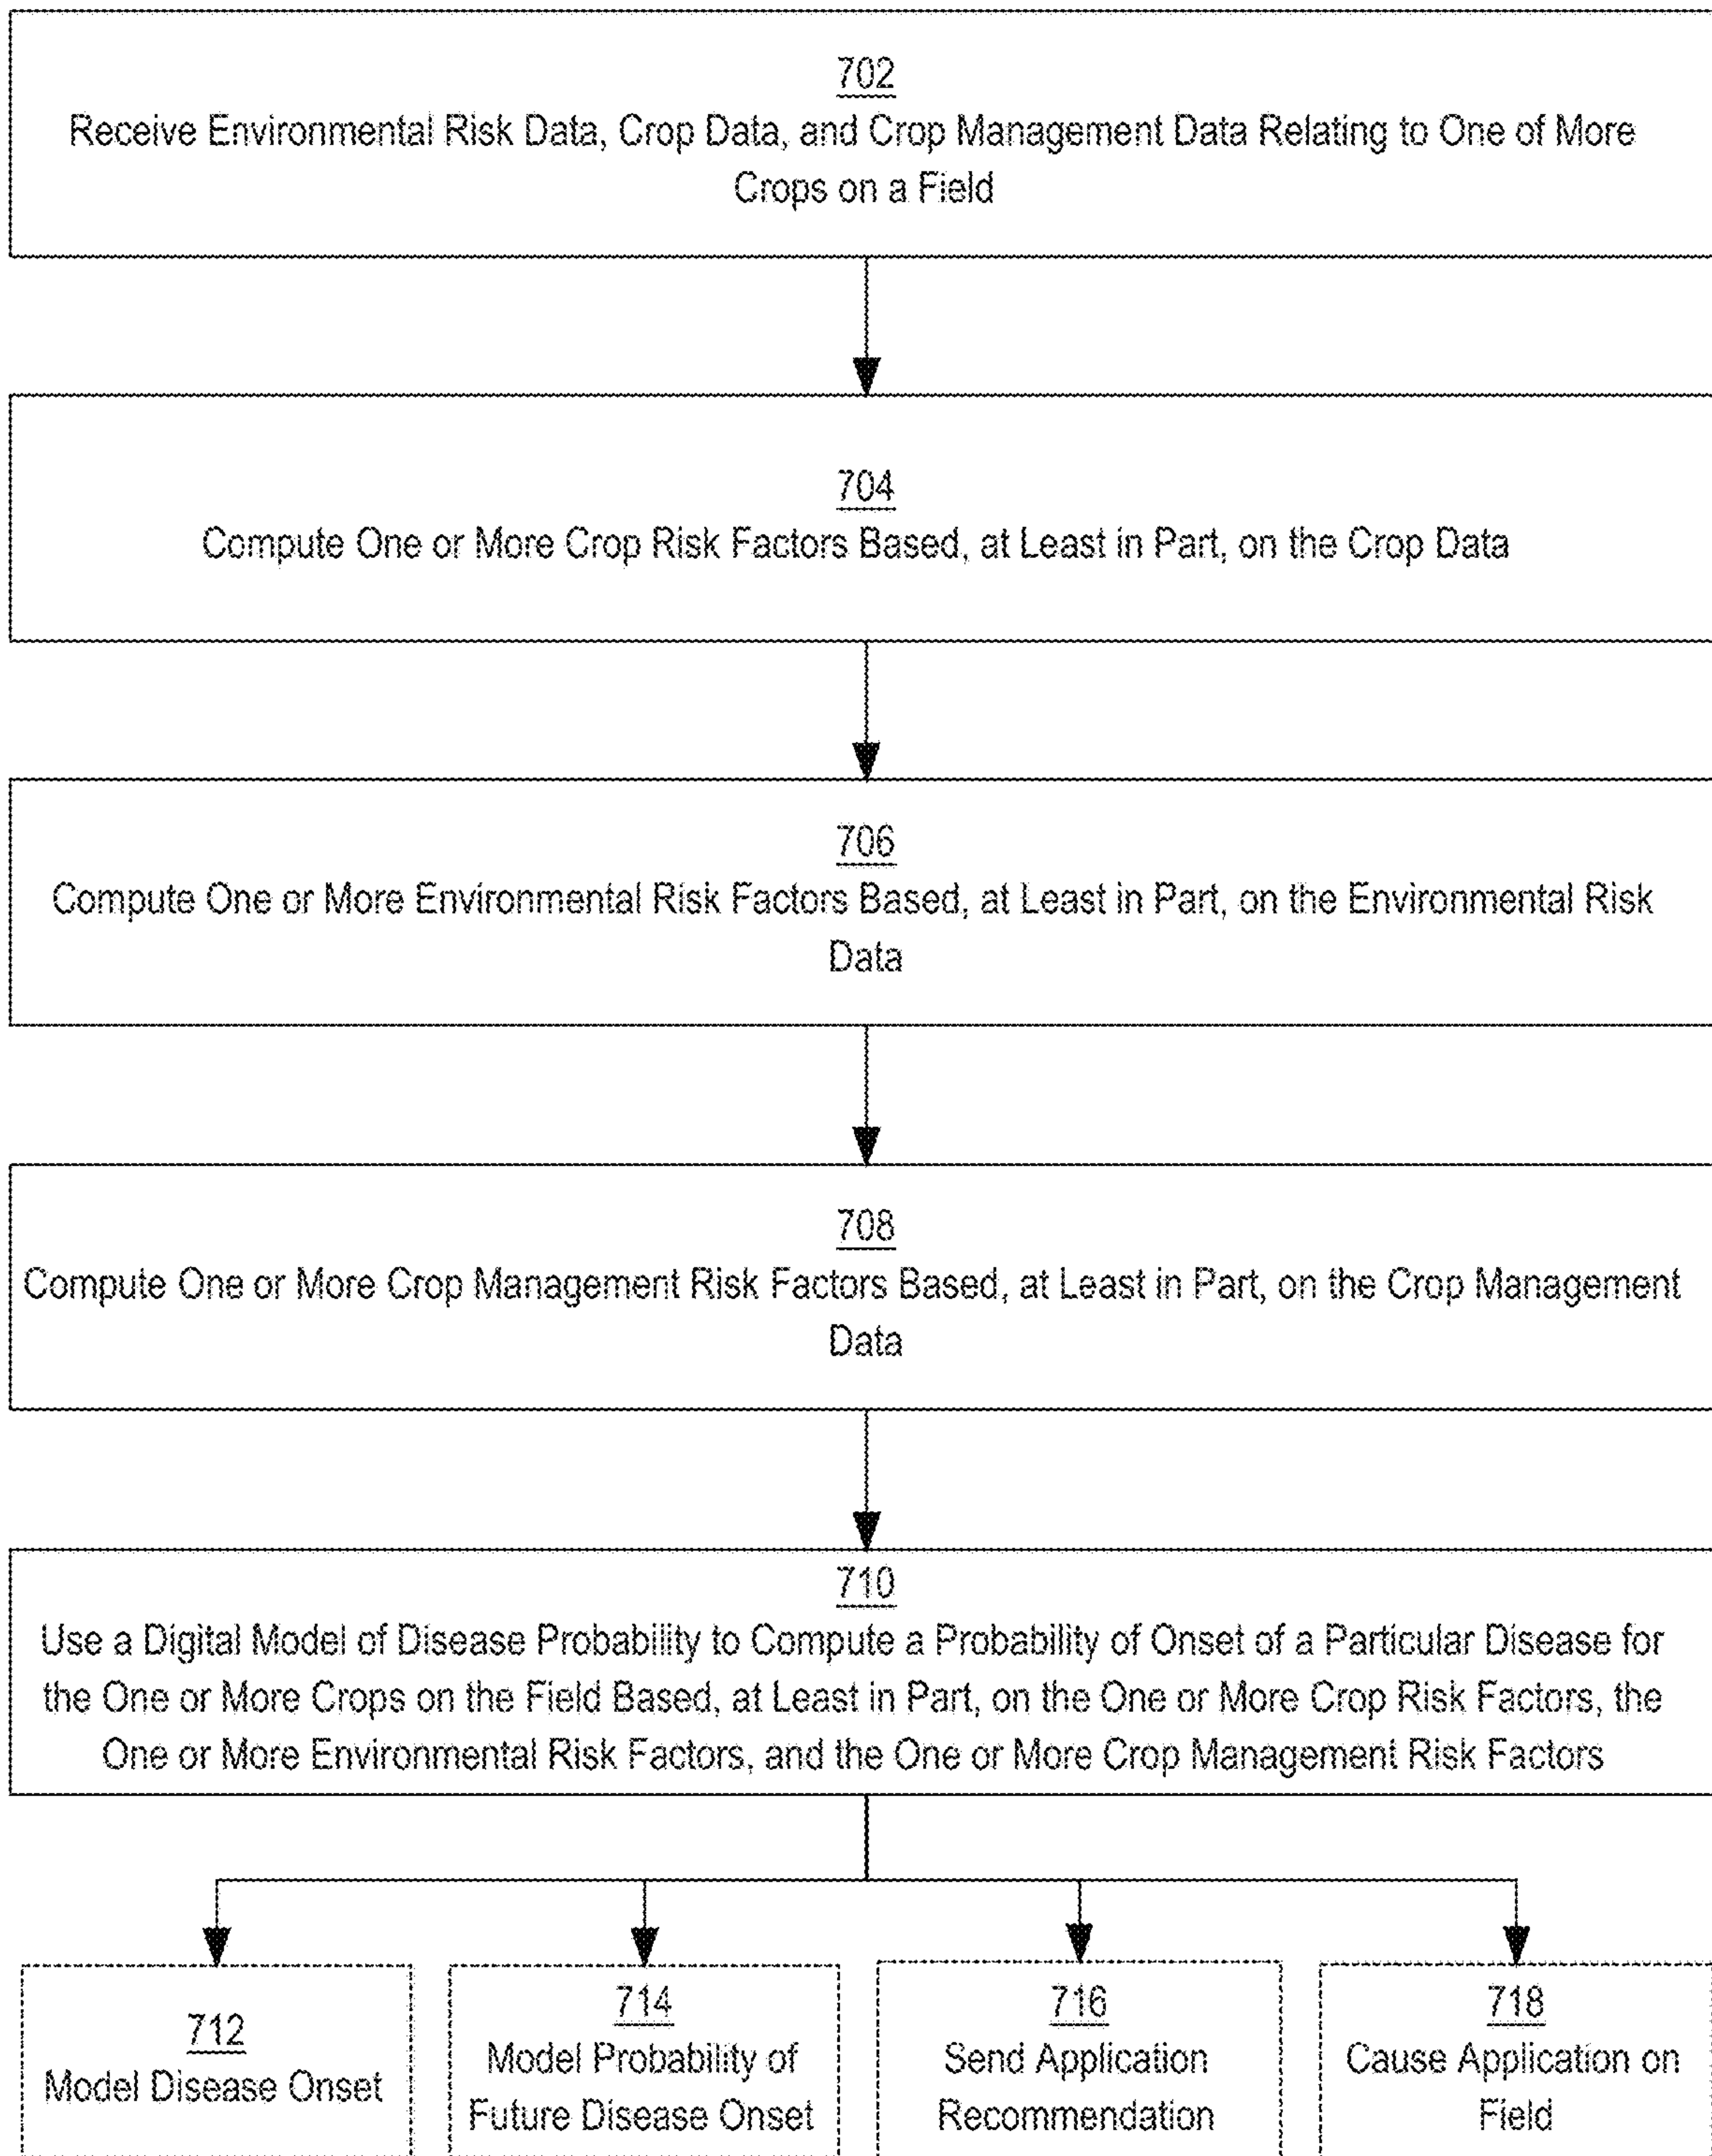 702
Receive Environmental Risk Data, Crop Data, and Crop Management Data Relating to One of More
Crops on a Field
704
Compute One or More Crop Risk Factors Based, at Least in Part, on the Crop Data
706
Compute One or More Environmental Risk Factors Based, at Least in Part, on the Environmental Risk
Data
708
Compute One or More Crop Management Risk Factors Based, at Least in Part, on the Crop Management
Data
710
Use a Digital Model of Disease Probability to Compute a Probability of Onset of a Particular Disease for
the One or More Crops on the Field Based, at Least in Part, on the One or More Crop Risk Factors, the
One or More Environmental Risk Factors, and the One or More Crop Management Risk Factors
712
Model Disease Onset
714
Model Probability of
Future Disease Onset
716
Send Application
Recommendation
718
Cause Application on
Field